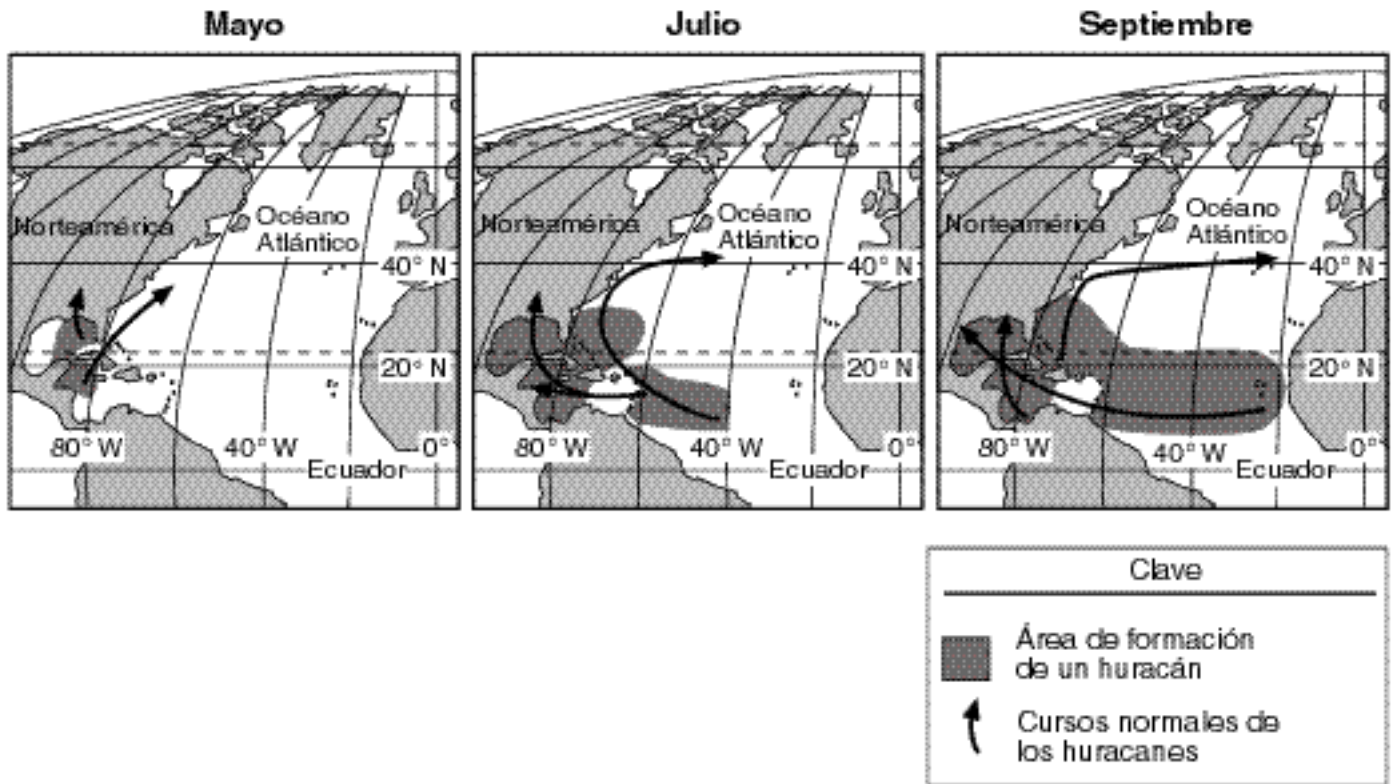 Mayo
Norteamérica
Océano
Atlántico
40° N
20° N
80° W
40° W
0°
Ecuador
Julio
Norteamérica
Océano
Atlántico
40° N
20° N
80° W
40° W
0°
Ecuador
Septiembre
Norteamérica
Océano
Atlántico
40° N
20° N
80° W
40° W
0°
Ecuador
Clave
Área de formación
de un huracán
Cursos normales de
los huracanes